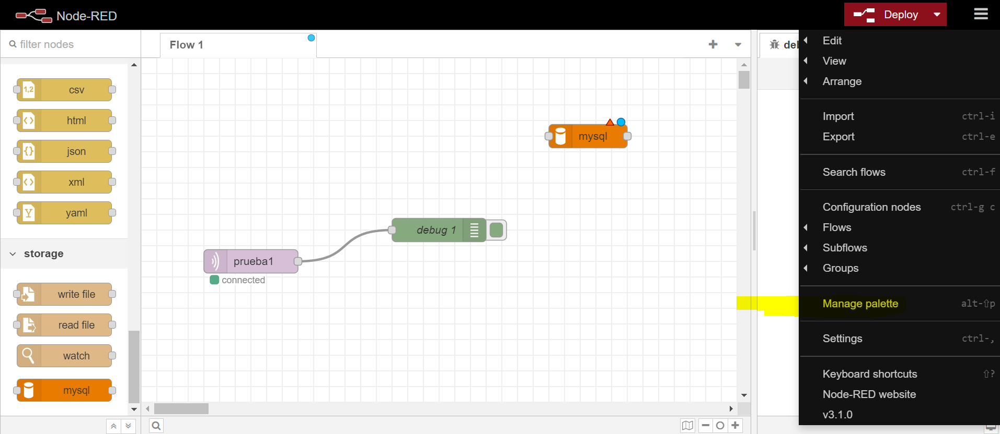 Node-RED
Deploy
filter nodes
Flow 1
csv
html
json
xml
yaml
storage
write file
read file
watch
mysql
mysql
debug 1
prueba1
connected
Edit
View
Arrange
Import ctrl-i
Export ctrl-e
Search flows ctrl-f
Configuration nodes ctrl-g c
Flows
Subflows
Groups
Manage palette alt-⇧p
Settings ctrl-,
Keyboard shortcuts ⇧?
Node-RED website
v3.1.0